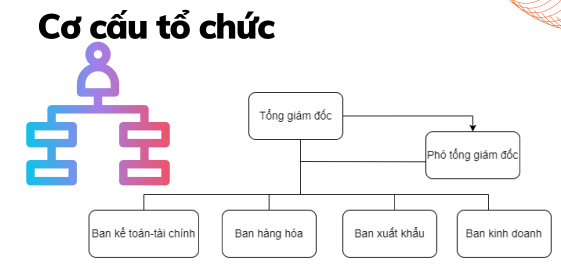 Cơ cấu tổ chức
Tổng giám đốc
Phó tổng giám đốc
Ban kế toán-tài chính
Ban hàng hóa
Ban xuất khẩu
Ban kinh doanh